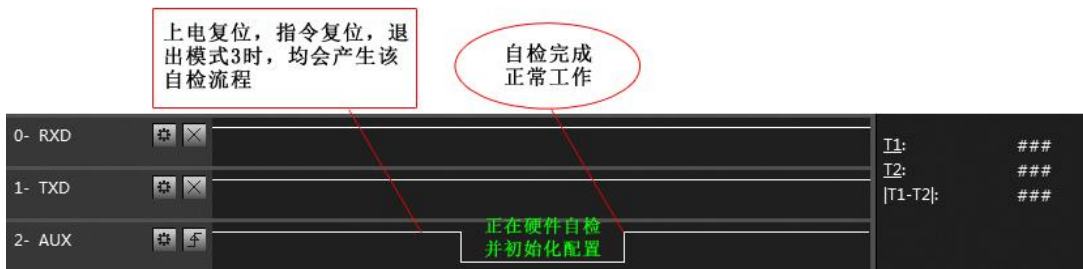 上电复位，指令复位，退
出模式3时，均会产生该
自检流程
自检完成
正常工作
0- RXD
1- TXD
2- AUX
正在硬件自检
并初始化配置
T1: ###
T2: ###
|T1-T2|: ###